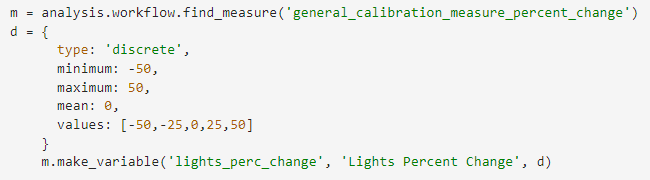 m = analysis.workflow.find_measure('general_calibration_measure_percent_change')
d = {
type: 'discrete',
minimum: -50,
maximum: 50,
mean: 0,
values: [-50,-25,0,25,50]
}
m.make_variable('lights_perc_change', 'Lights Percent Change', d)